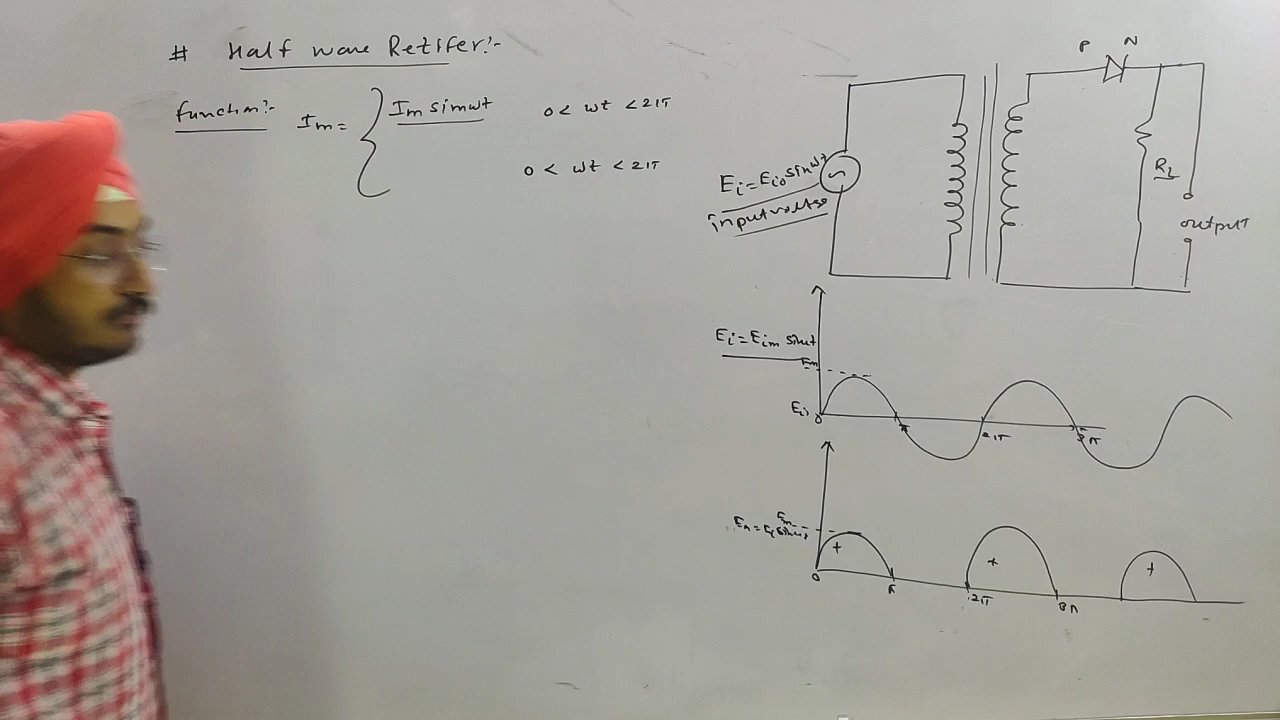 # Half wave Retifer:-
functin:- Im = { Im sinwt 0 < wt < 2π
0 < wt < 2π
P N
Ei = Eio sinwt
input voltage
RL
output
Ei = Eim sinwt
Em
Ei
0 π 2π 3π
Em
0 π 2π 3π
+ + +